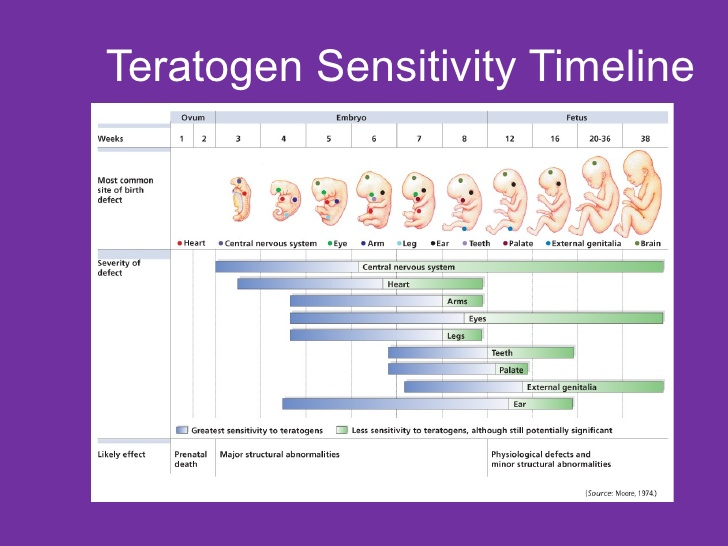 Teratogen Sensitivity Timeline
Ovum Embryo Fetus
Weeks 1 2 3 4 5 6 7 8 12 16 20-36 38
Most common
site of birth
defect
Heart Central nervous system Eye Arm Leg Ear Teeth Palate External genitalia Brain
Severity of
defect
Central nervous system
Heart
Arms
Eyes
Legs
Teeth
Palate
External genitalia
Ear
Greatest sensitivity to teratogens Less sensitivity to teratogens, although still potentially significant
Likely effect
Prenatal
death
Major structural abnormalities
Physiological defects and
minor structural abnormalities
(Source: Moore, 1974.)